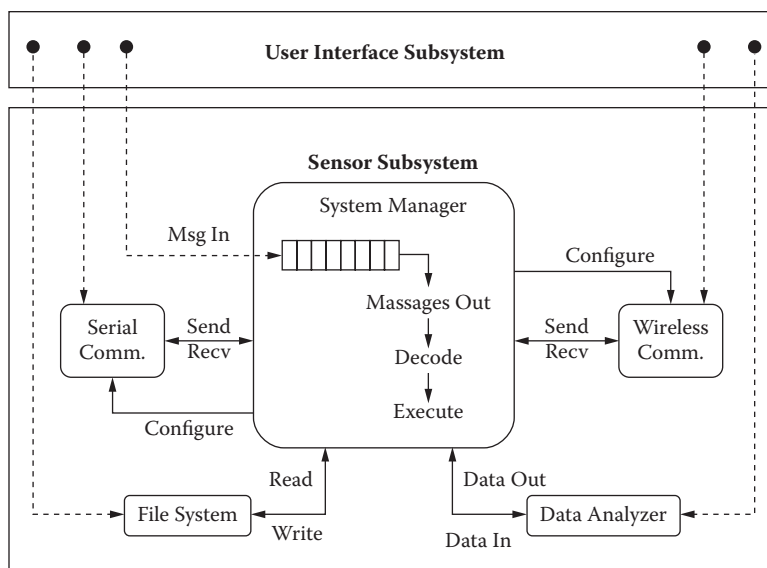 User Interface Subsystem
Sensor Subsystem
System Manager
Msg In
Configure
Massages Out
Serial
Comm.
Send
Recv
Decode
Send
Recv
Wireless
Comm.
Execute
Configure
Read
Data Out
File System
Data Analyzer
Write
Data In